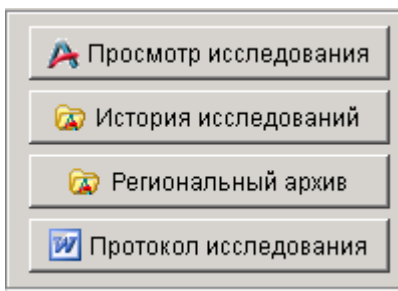 Просмотр исследования
История исследований
Региональный архив
Протокол исследования